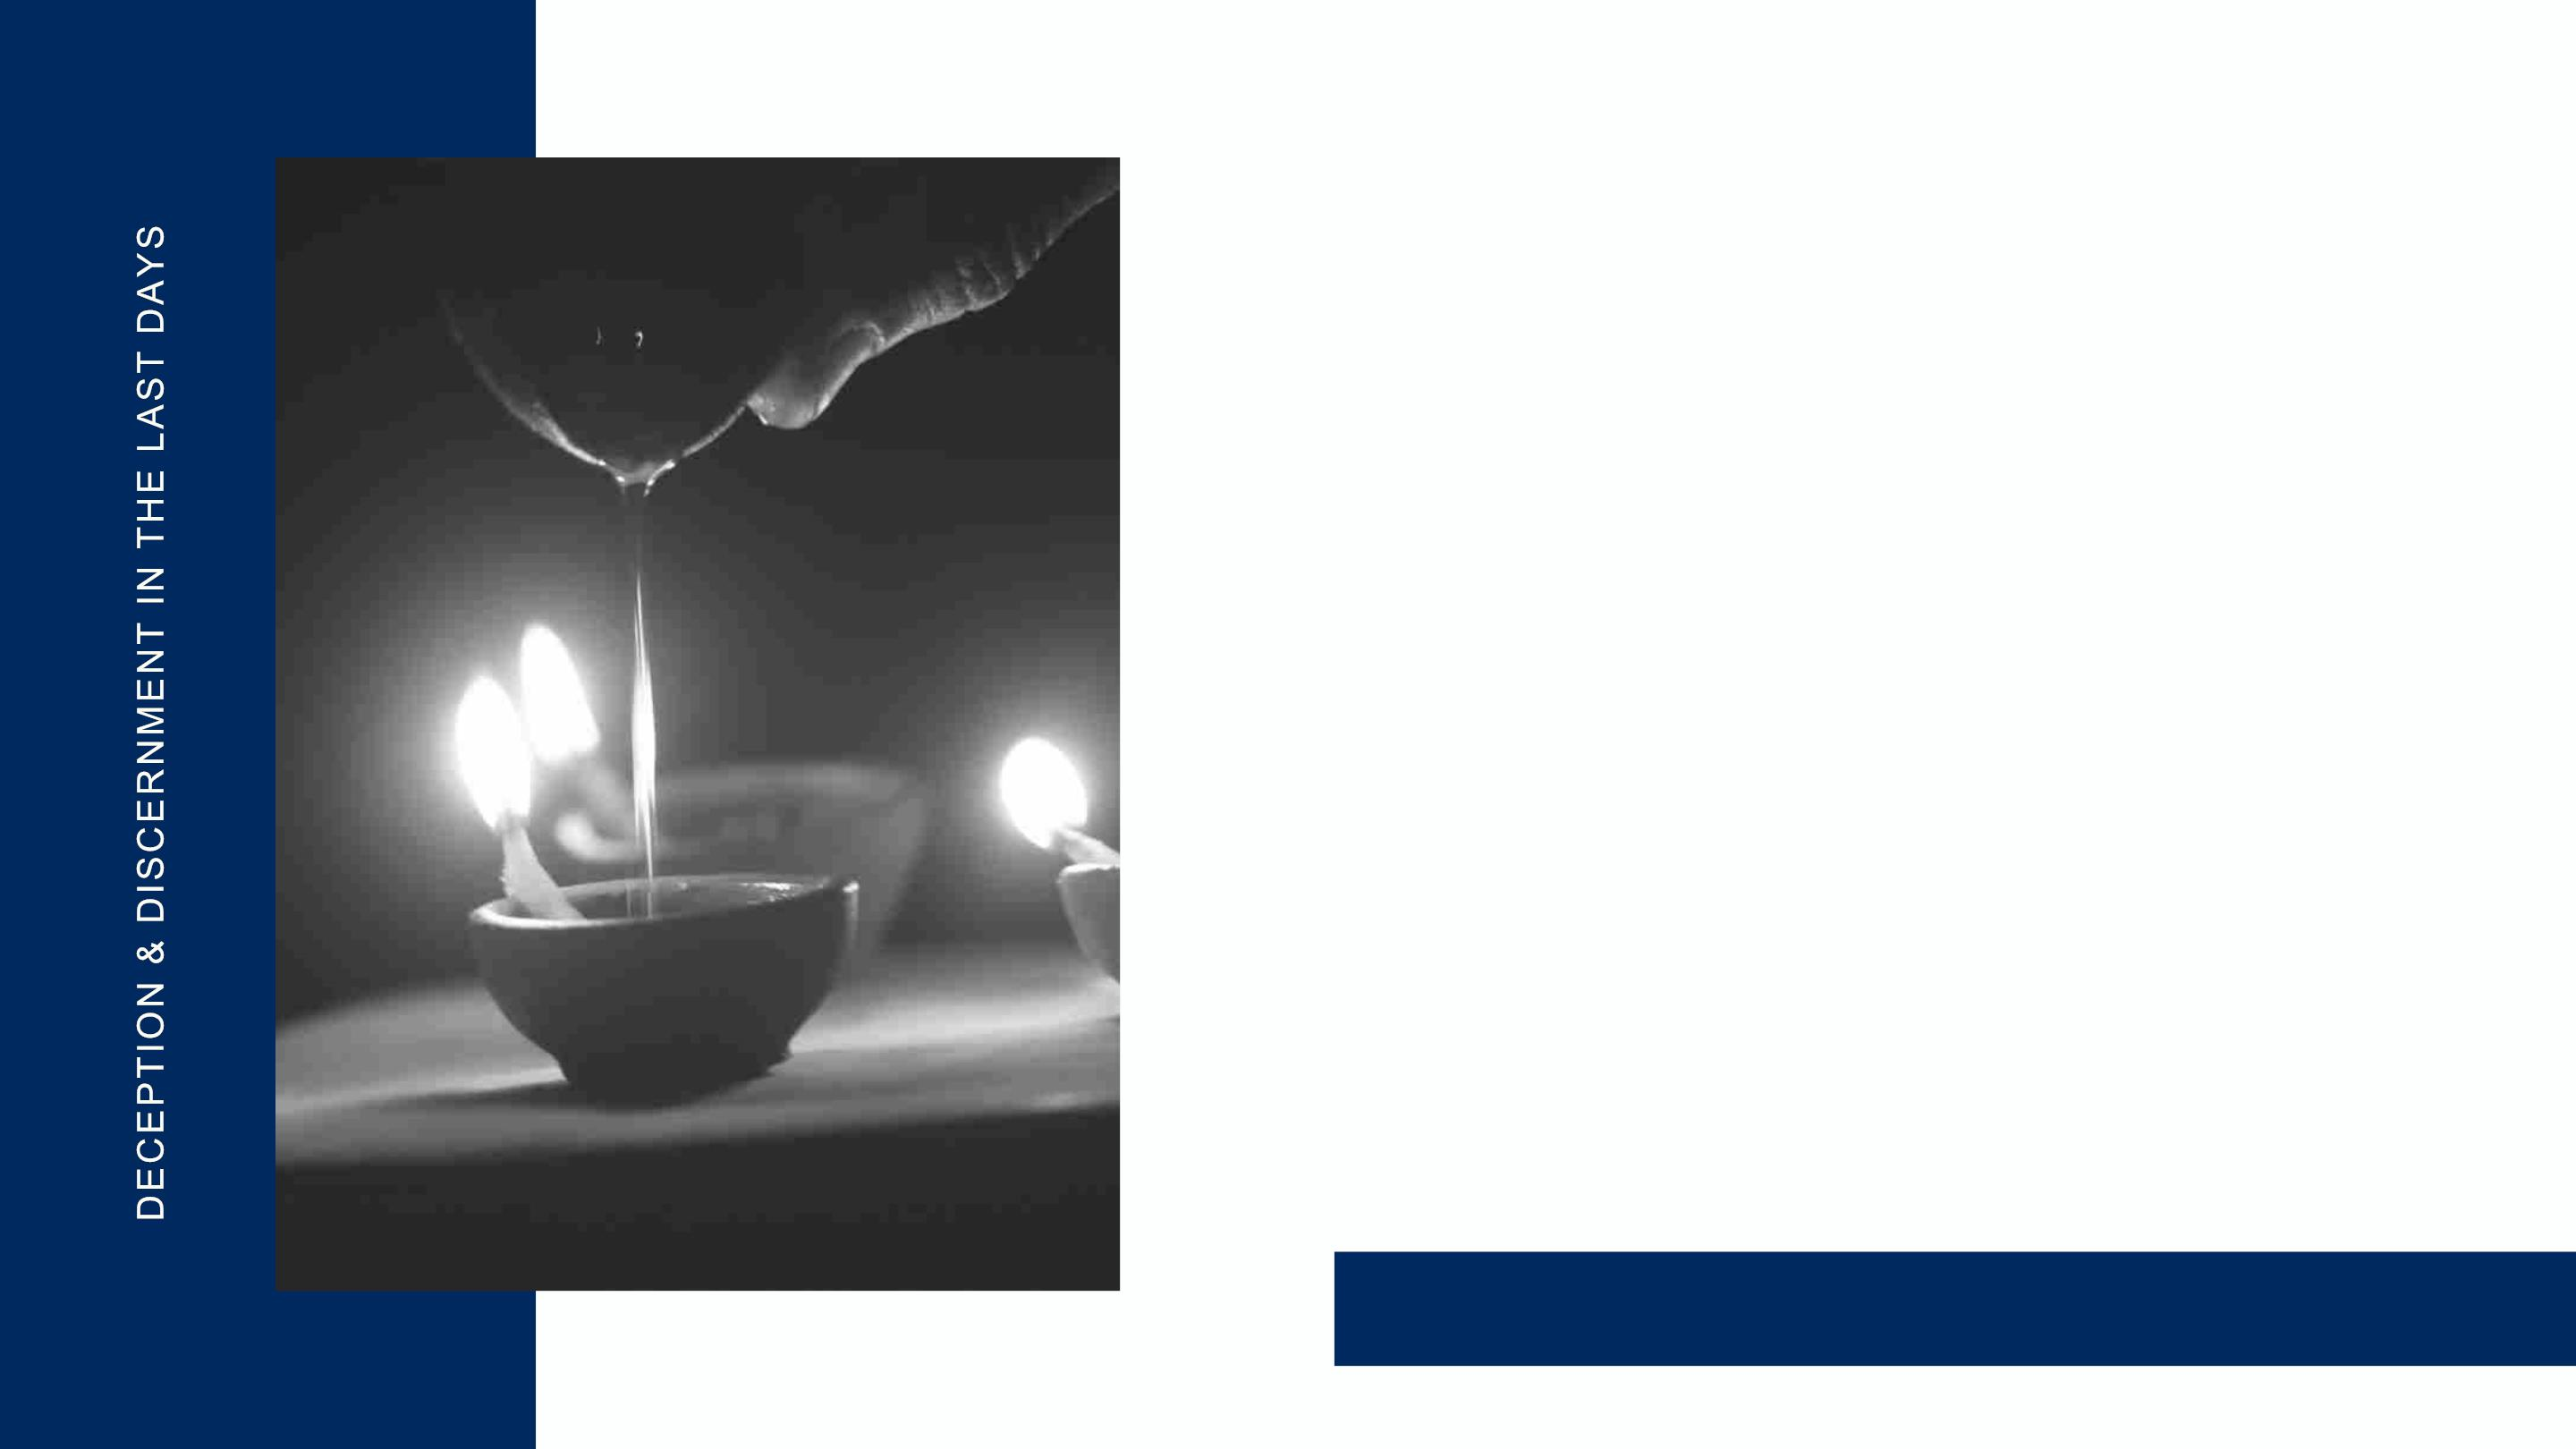 DECEPTION & DISCERNMENT IN THE LAST DAYS